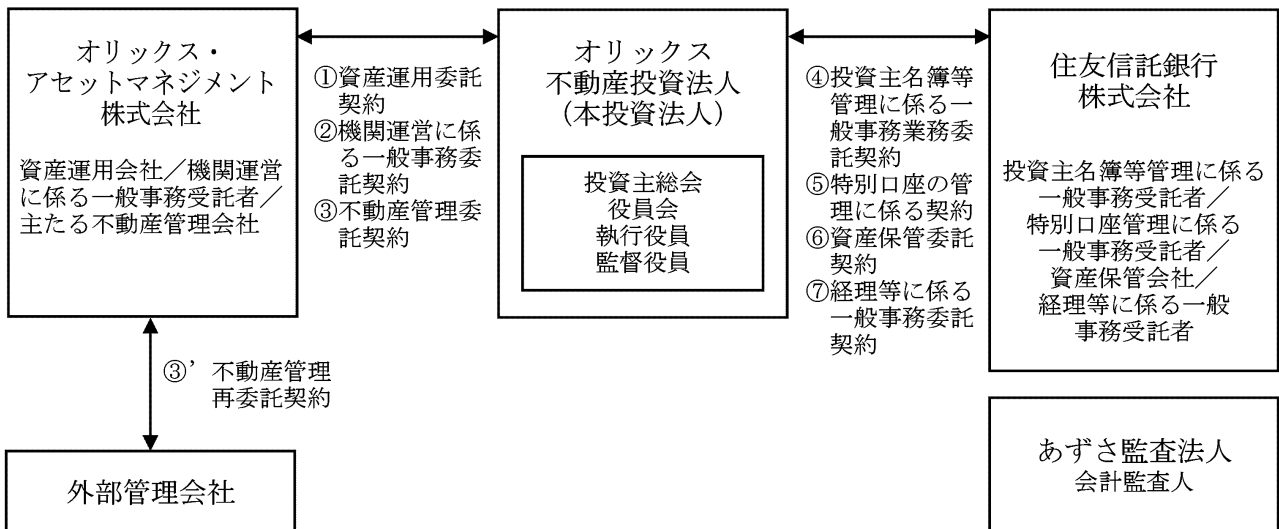 オリックス・
アセットマネジメント
株式会社
資産運用会社／機関運営
に係る一般事務受託者／
主たる不動産管理会社
①資産運用委託
契約
②機関運営に係
る一般事務委
託契約
③不動産管理委
託契約
オリックス
不動産投資法人
（本投資法人）
投資主総会
役員会
執行役員
監督役員
④投資主名簿等
管理に係る一
般事務業務委
託契約
⑤特別口座の管
理に係る契約
⑥資産保管委託
契約
⑦経理等に係る
一般事務委託
契約
住友信託銀行
株式会社
投資主名簿等管理に係る
一般事務受託者／
特別口座管理に係る
一般事務受託者／
資産保管会社／
経理等に係る一般
事務受託者
③’ 不動産管理
再委託契約
外部管理会社
あずさ監査法人
会計監査人